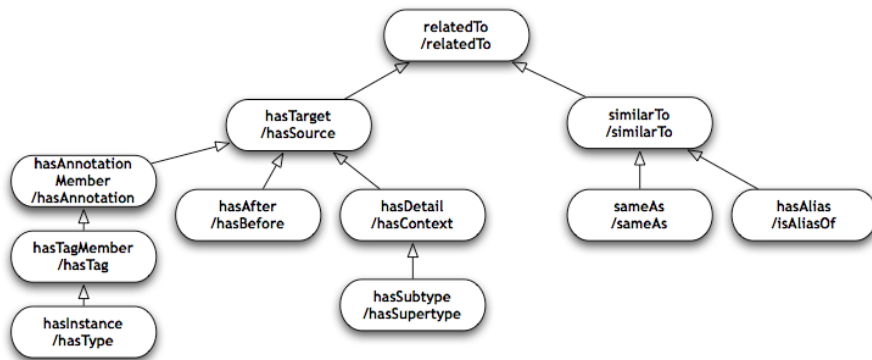 relatedTo
/relatedTo
hasTarget
/hasSource
similarTo
/similarTo
hasAnnotation
Member
/hasAnnotation
hasAfter
/hasBefore
hasDetail
/hasContext
sameAs
/sameAs
hasAlias
/isAliasOf
hasTagMember
/hasTag
hasSubtype
/hasSupertype
hasInstance
/hasType